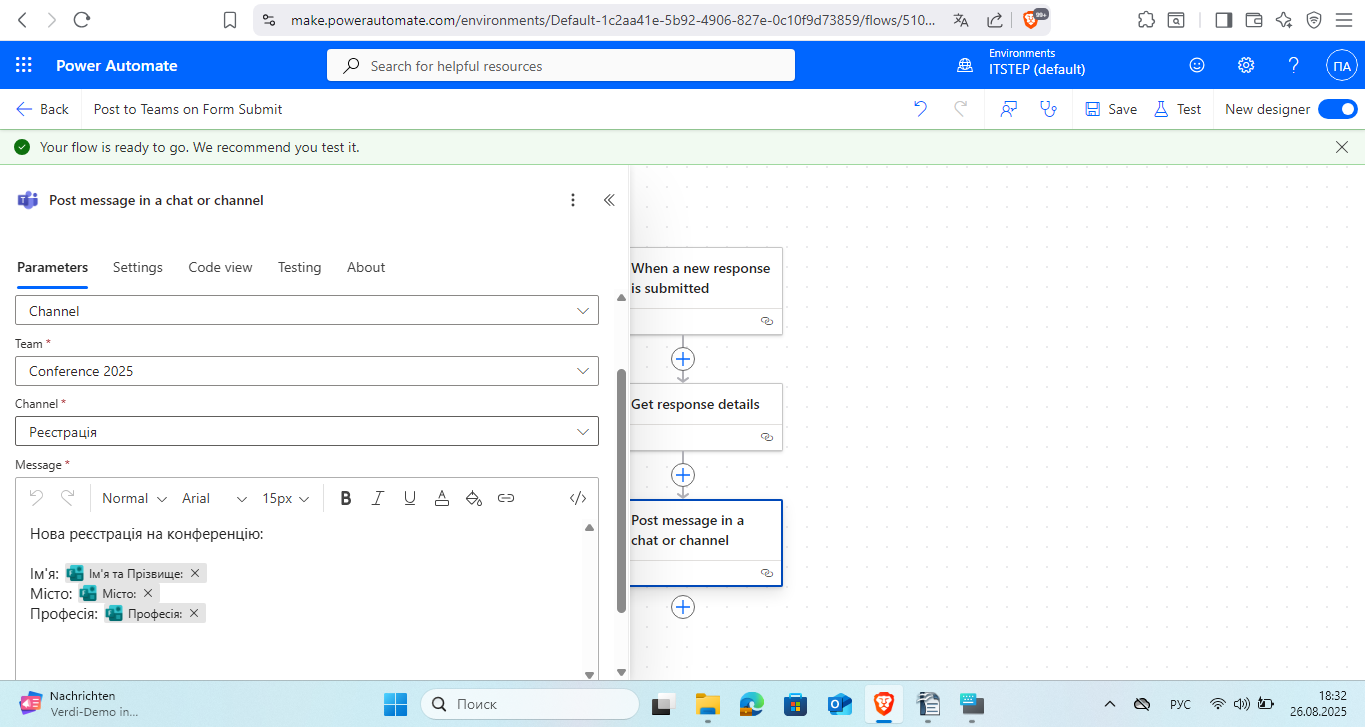 make.powerautomate.com/environments/Default-1c2aa41e-5b92-4906-827e-0c10f9d73859/flows/510...
99+
Power Automate
Search for helpful resources
Environments
ITSTEP (default)
ПА
Back
Post to Teams on Form Submit
Save
Test
New designer
Your flow is ready to go. We recommend you test it.
Post message in a chat or channel
Parameters
Settings
Code view
Testing
About
Channel
Team *
Conference 2025
Channel *
Реєстрація
Message *
Normal
Arial
15px
Нова реєстрація на конференцію:
Ім'я: Ім'я та Прізвище:
Місто: Місто:
Професія: Професія:
When a new response
is submitted
Get response details
Post message in a
chat or channel
Nachrichten
Verdi-Demo in...
Поиск
РУС
18:32
26.08.2025